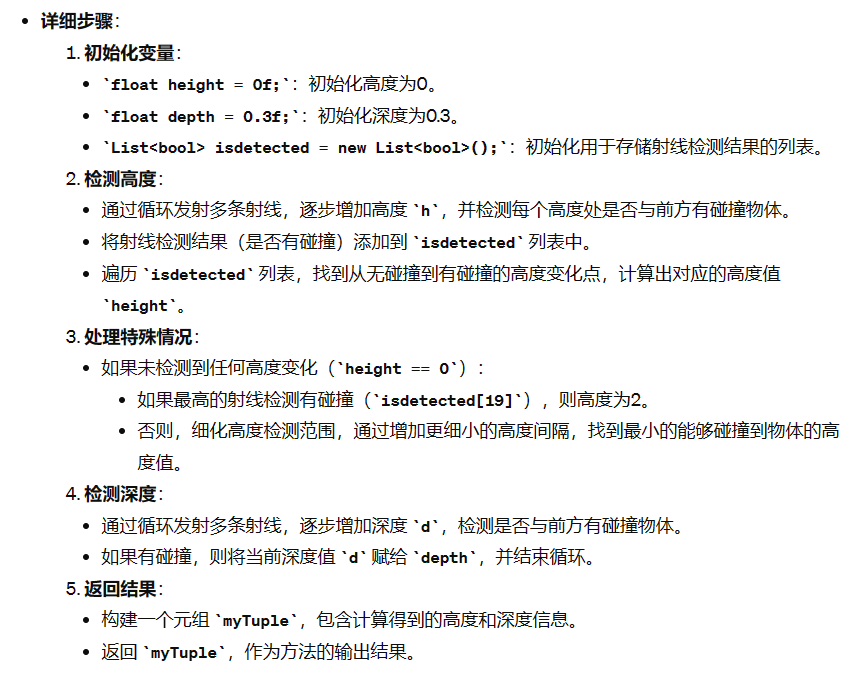 • 详细步骤：
1. 初始化变量：
• `float height = 0f;`：初始化高度为0。
• `float depth = 0.3f;`：初始化深度为0.3。
• `List<bool> isdetected = new List<bool>();`：初始化用于存储射线检测结果的列表。
2. 检测高度：
• 通过循环发射多条射线，逐步增加高度 `h`，并检测每个高度处是否与前方有碰撞物体。
• 将射线检测结果（是否有碰撞）添加到 `isdetected` 列表中。
• 遍历 `isdetected` 列表，找到从无碰撞到有碰撞的高度变化点，计算出对应的高度值
`height`。
3. 处理特殊情况：
• 如果未检测到任何高度变化（`height == 0`）：
• 如果最高的射线检测有碰撞（`isdetected[19]`），则高度为2。
• 否则，细化高度检测范围，通过增加更细小的高度间隔，找到最小的能够碰撞到物体的高
度值。
4. 检测深度：
• 通过循环发射多条射线，逐步增加深度 `d`，检测是否与前方有碰撞物体。
• 如果有碰撞，则将当前深度值 `d` 赋给 `depth`，并结束循环。
5. 返回结果：
• 构建一个元组 `myTuple`，包含计算得到的高度和深度信息。
• 返回 `myTuple`，作为方法的输出结果。